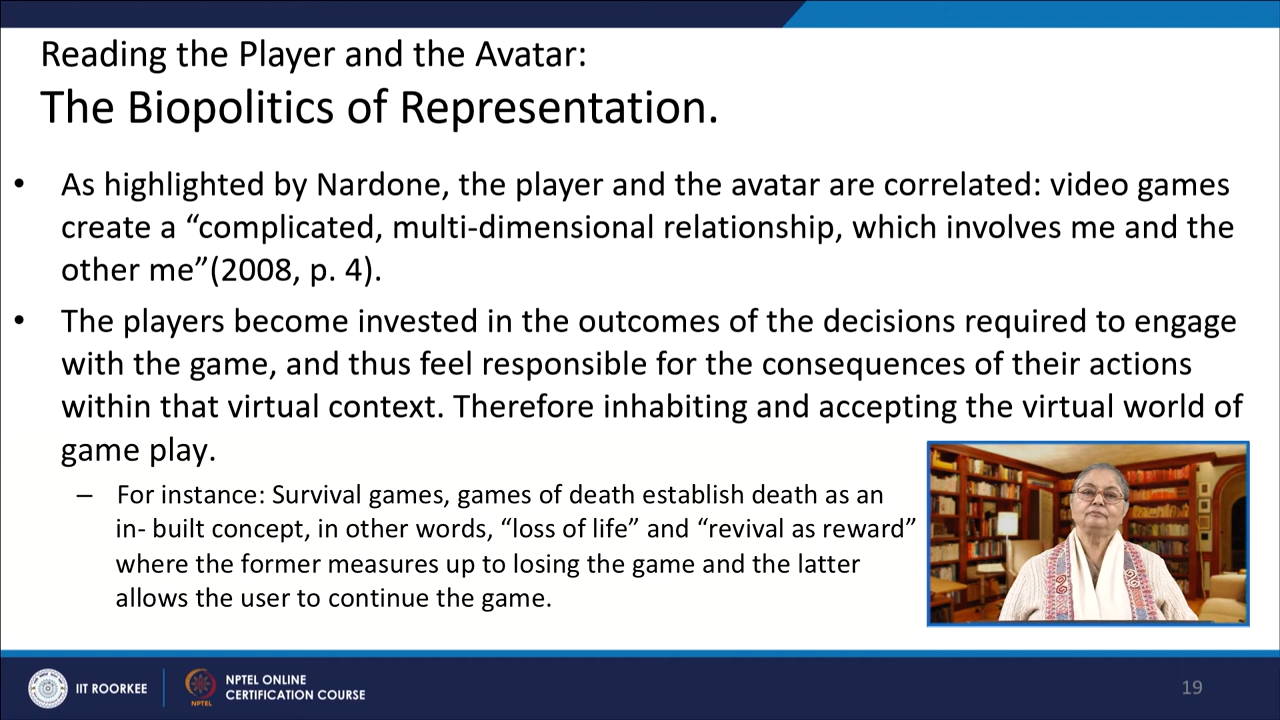 Reading the Player and the Avatar:
The Biopolitics of Representation.
• As highlighted by Nardone, the player and the avatar are correlated: video games
create a “complicated, multi-dimensional relationship, which involves me and the
other me”(2008, p. 4).
• The players become invested in the outcomes of the decisions required to engage
with the game, and thus feel responsible for the consequences of their actions
within that virtual context. Therefore inhabiting and accepting the virtual world of
game play.
– For instance: Survival games, games of death establish death as an
in- built concept, in other words, “loss of life” and “revival as reward”
where the former measures up to losing the game and the latter
allows the user to continue the game.
IIT ROORKEE
NPTEL
NPTEL ONLINE
CERTIFICATION COURSE
19